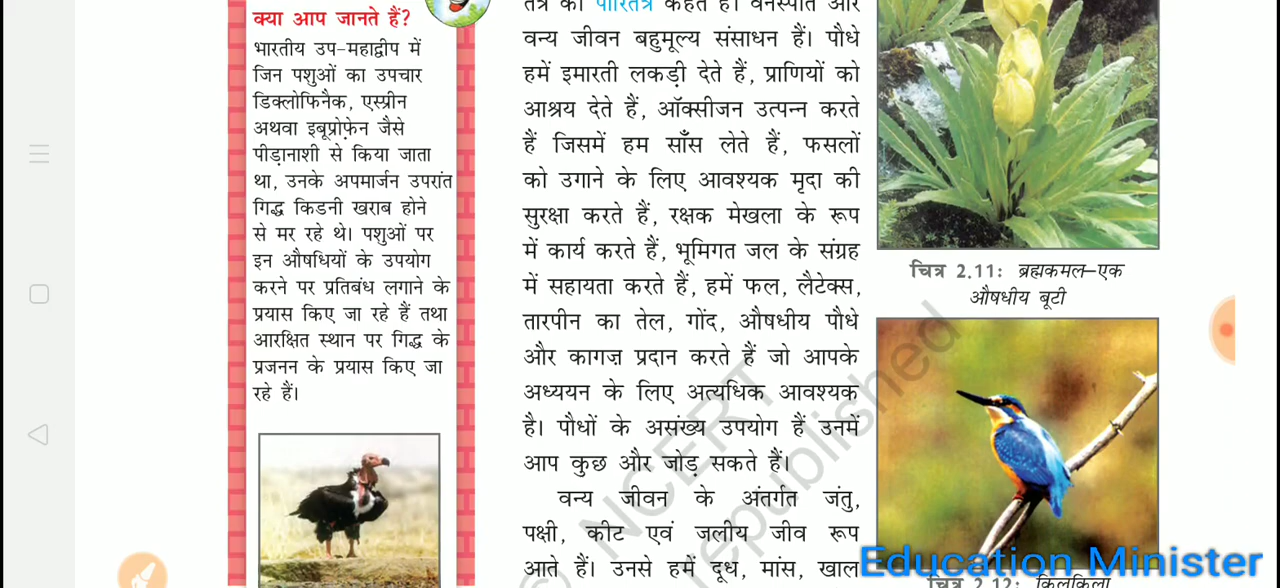 क्या आप जानते हैं?
भारतीय उप-महाद्वीप में
जिन पशुओं का उपचार
डिक्लोफिनैक, एस्प्रीन
अथवा इबूप्रोफ़ेन जैसे
पीड़ानाशी से किया जाता
था, उनके अपमार्जन उपरांत
गिद्ध किडनी खराब होने
से मर रहे थे। पशुओं पर
इन औषधियों के उपयोग
करने पर प्रतिबंध लगाने के
प्रयास किए जा रहे हैं तथा
आरक्षित स्थान पर गिद्ध के
प्रजनन के प्रयास किए जा
रहे हैं।
तंत्र को पारितंत्र कहते हैं। वनस्पति और
वन्य जीवन बहुमूल्य संसाधन हैं। पौधे
हमें इमारती लकड़ी देते हैं, प्राणियों को
आश्रय देते हैं, ऑक्सीजन उत्पन्न करते
हैं जिसमें हम साँस लेते हैं, फसलों
को उगाने के लिए आवश्यक मृदा की
सुरक्षा करते हैं, रक्षक मेखला के रूप
में कार्य करते हैं, भूमिगत जल के संग्रह
में सहायता करते हैं, हमें फल, लैटेक्स,
तारपीन का तेल, गोंद, औषधीय पौधे
और कागज़ प्रदान करते हैं जो आपके
अध्ययन के लिए अत्यधिक आवश्यक
है। पौधों के असंख्य उपयोग हैं उनमें
आप कुछ और जोड़ सकते हैं।
वन्य जीवन के अंतर्गत जंतु,
पक्षी, कीट एवं जलीय जीव रूप
आते हैं। उनसे हमें दूध, मांस, खाल
चित्र 2.11: ब्रह्मकमल–एक
औषधीय बूटी
चित्र 2.12: किलकिला
© NCERT
republished
Education Minister